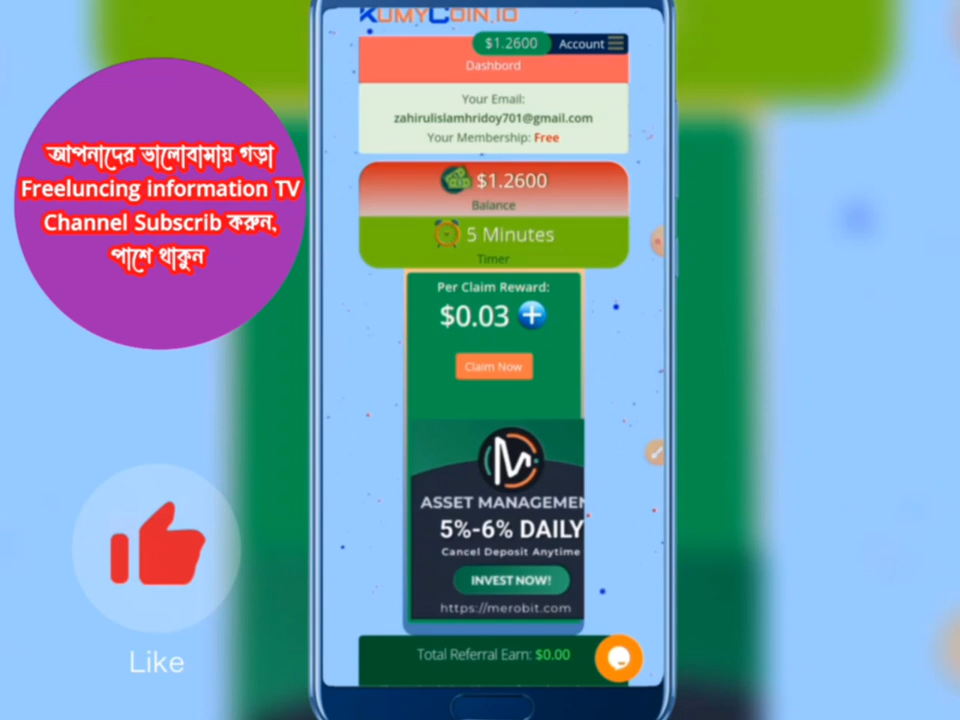 KUMYCOIN.IO
$1.2600
Account
Dashbord
Your Email:
zahirulislamhridoy701@gmail.com
Your Membership: Free
$1.2600
Balance
5 Minutes
Timer
Per Claim Reward:
$0.03
Claim Now
ASSET MANAGEMEN
5%-6% DAILY
Cancel Deposit Anytime
INVEST NOW!
https://merobit.com
Total Referral Earn: $0.00
আপনাদের ভালোবামায় গড়া
Freeluncing information TV
Channel Subscrib করুন,
পাশে থাকুন
Like